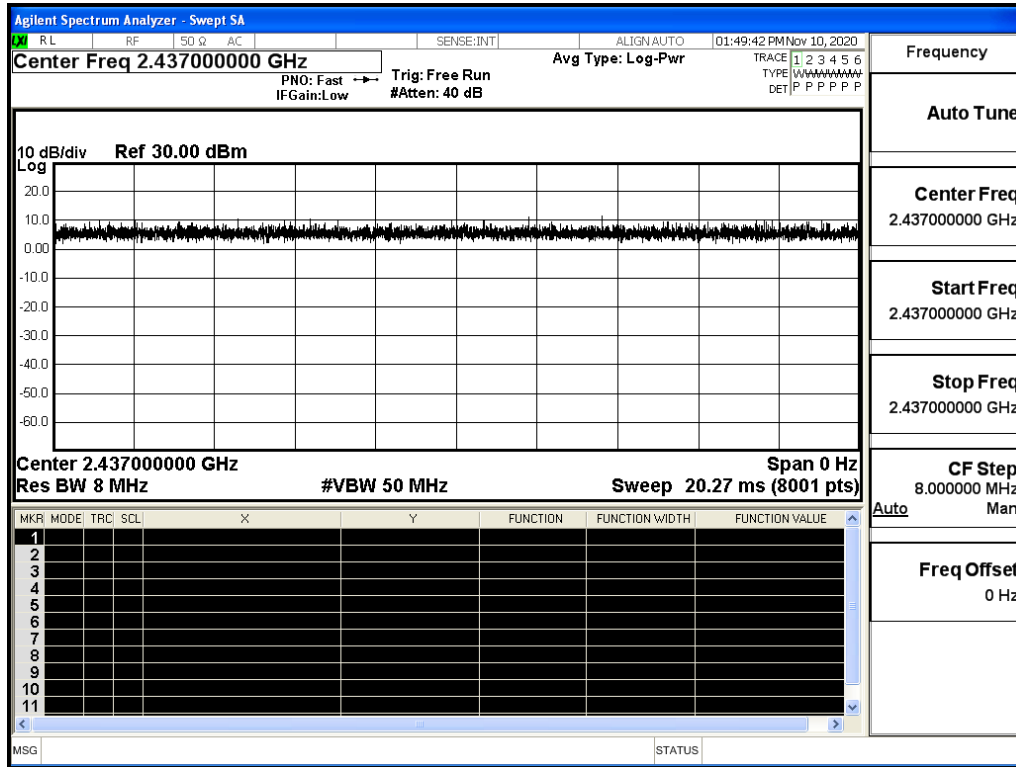 Agilent Spectrum Analyzer - Swept SA
LXI RL RF 50 Ω AC SENSE:INT ALIGN AUTO 01:49:42 PM Nov 10, 2020
Center Freq 2.437000000 GHz
PNO: Fast
IFGain:Low
Trig: Free Run
#Atten: 40 dB
Avg Type: Log-Pwr
TRACE 1 2 3 4 5 6
TYPE WWWWWW
DET P P P P P P
10 dB/div Ref 30.00 dBm
Log
20.0
10.0
0.00
-10.0
-20.0
-30.0
-40.0
-50.0
-60.0
Center 2.437000000 GHz Span 0 Hz
Res BW 8 MHz #VBW 50 MHz Sweep 20.27 ms (8001 pts)
MKR MODE TRC SCL X Y FUNCTION FUNCTION WIDTH FUNCTION VALUE
1
2
3
4
5
6
7
8
9
10
11
MSG STATUS
Frequency
Auto Tune
Center Freq
2.437000000 GHz
Start Freq
2.437000000 GHz
Stop Freq
2.437000000 GHz
CF Step
8.000000 MHz
Auto Man
Freq Offset
0 Hz